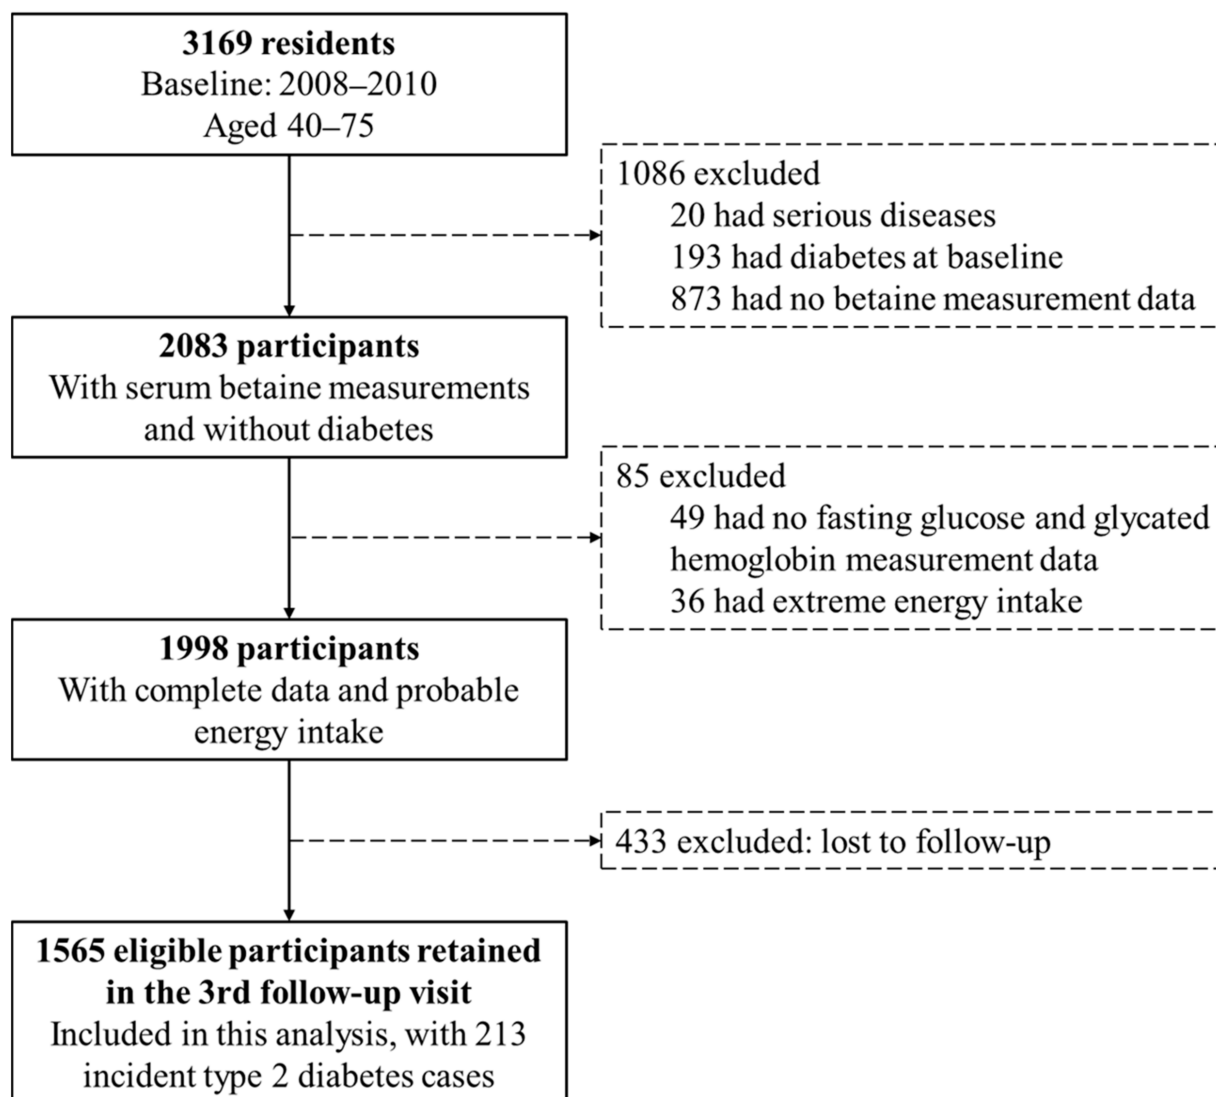 3169 residents
Baseline: 2008–2010
Aged 40–75
1086 excluded
20 had serious diseases
193 had diabetes at baseline
873 had no betaine measurement data
2083 participants
With serum betaine measurements
and without diabetes
85 excluded
49 had no fasting glucose and glycated
hemoglobin measurement data
36 had extreme energy intake
1998 participants
With complete data and probable
energy intake
433 excluded: lost to follow-up
1565 eligible participants retained
in the 3rd follow-up visit
Included in this analysis, with 213
incident type 2 diabetes cases